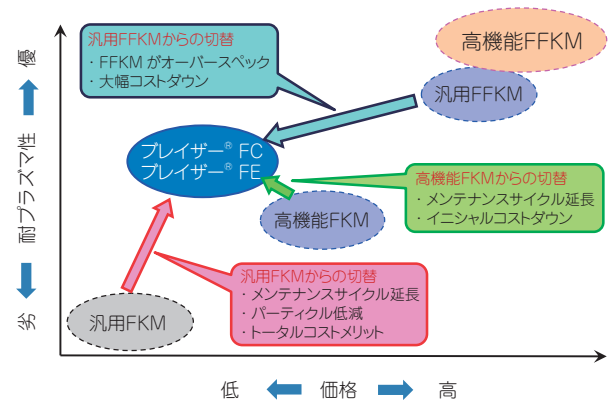 汎用FFKMからの切替
・FFKM がオーバースペック
・大幅コストダウン
高機能FFKM
汎用FFKM
ブレイザー® FC
ブレイザー® FE
高機能FKMからの切替
・メンテナンスサイクル延長
・イニシャルコストダウン
高機能FKM
汎用FKMからの切替
・メンテナンスサイクル延長
・パーティクル低減
・トータルコストメリット
汎用FKM
優
耐プラズマ性
劣
低 価格 高